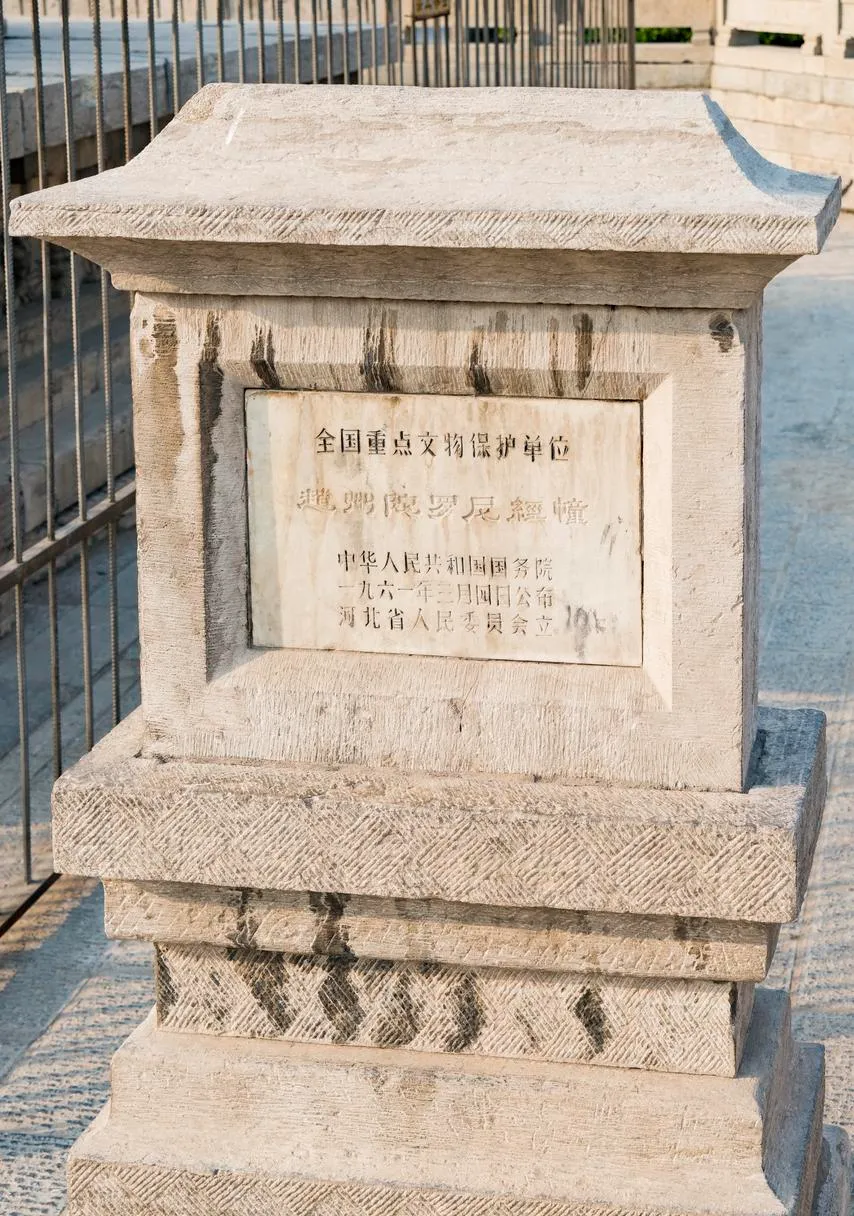 全国重点文物保护单位
趙州陀罗尼經幢
中华人民共和国国务院
一九六一年三月四日公布
河北省人民委员会立